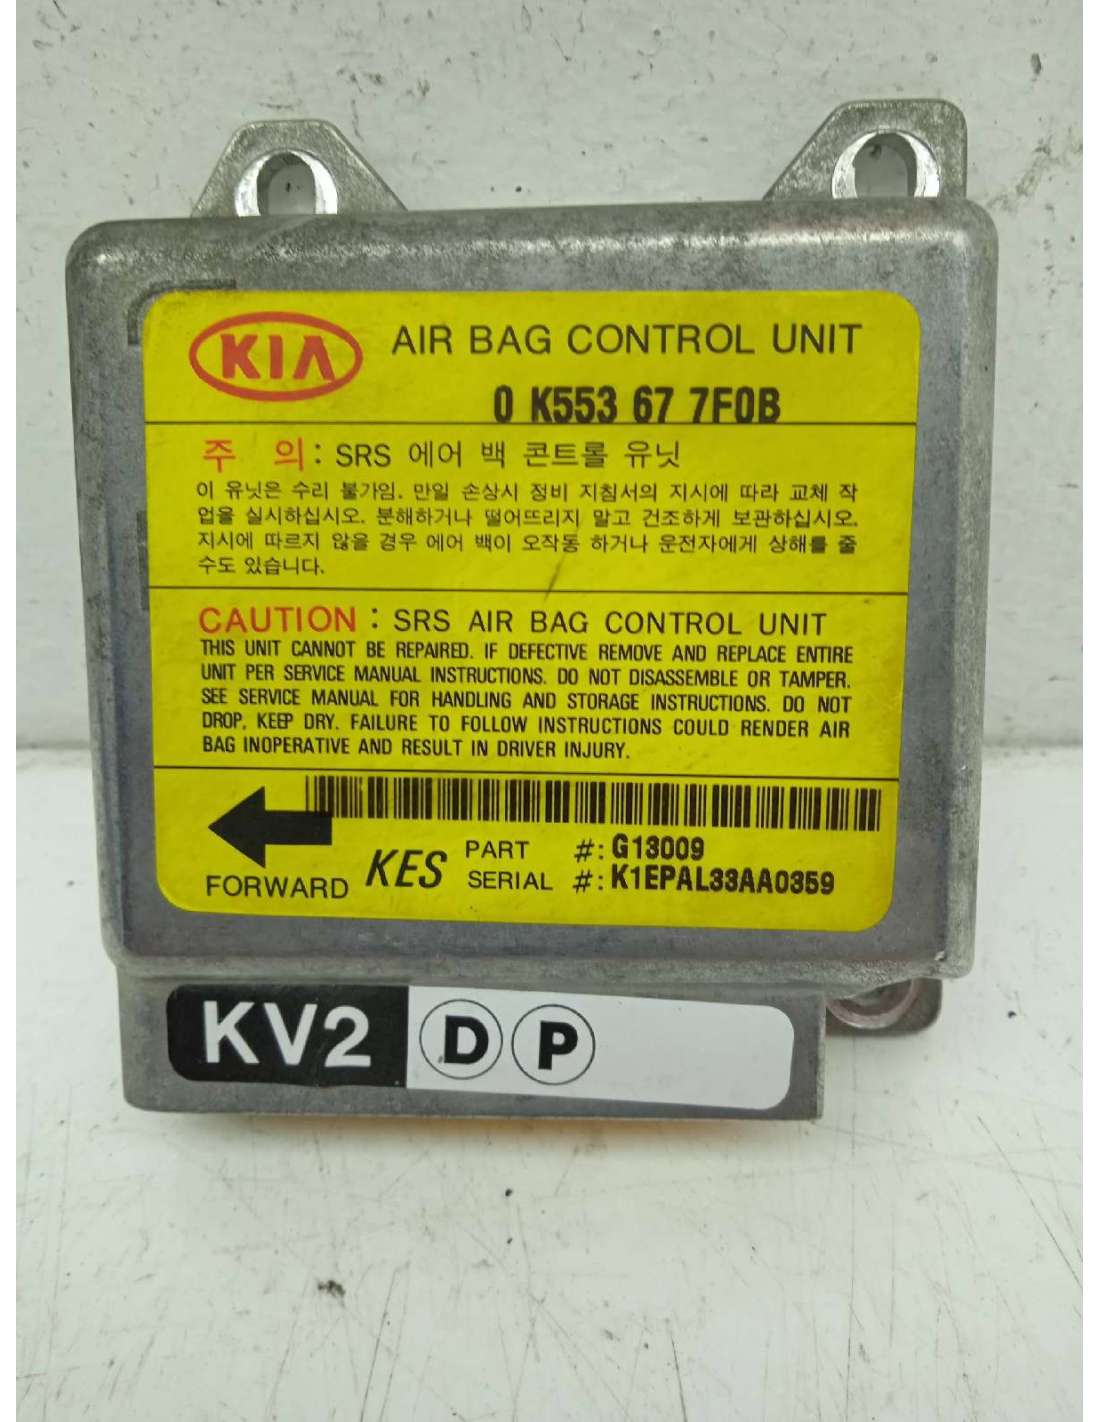 KIA AIR BAG CONTROL UNIT
0 K553 67 7F0B
주 의 : SRS 에어 백 콘트롤 유닛
이 유닛은 수리 불가임. 만일 손상시 정비 지침서의 지시에 따라 교체 작
업을 실시하십시오. 분해하거나 떨어뜨리지 말고 건조하게 보관하십시오.
지시에 따르지 않을 경우 에어 백이 오작동 하거나 운전자에게 상해를 줄
수도 있습니다.
CAUTION : SRS AIR BAG CONTROL UNIT
THIS UNIT CANNOT BE REPAIRED. IF DEFECTIVE REMOVE AND REPLACE ENTIRE
UNIT PER SERVICE MANUAL INSTRUCTIONS. DO NOT DISASSEMBLE OR TAMPER.
SEE SERVICE MANUAL FOR HANDLING AND STORAGE INSTRUCTIONS. DO NOT
DROP, KEEP DRY. FAILURE TO FOLLOW INSTRUCTIONS COULD RENDER AIR
BAG INOPERATIVE AND RESULT IN DRIVER INJURY.
PART #: G13009
FORWARD KES SERIAL #: K1EPAL33AA0359
KV2 D P